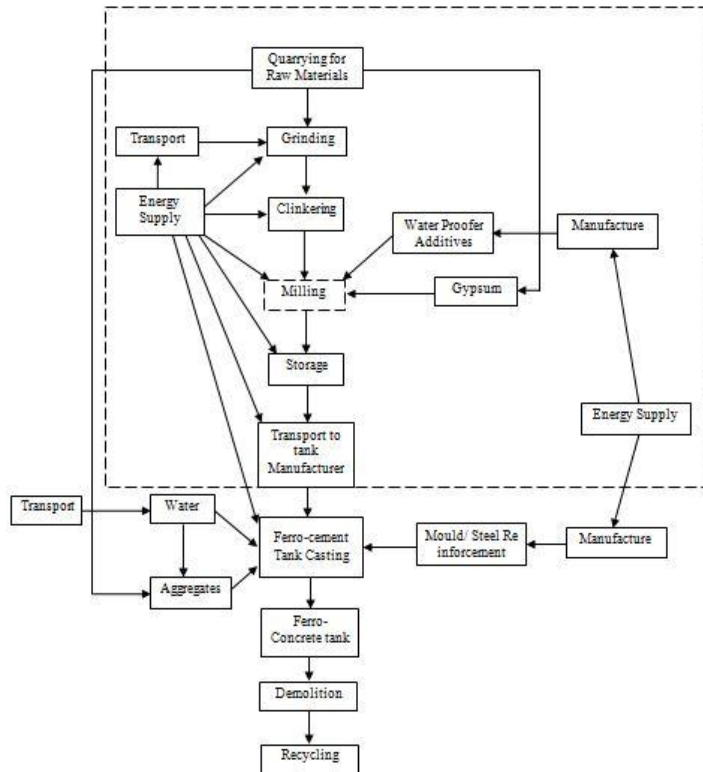 Quarrying for
Raw Materials
Transport
Grinding
Energy
Supply
Clinkering
Water Proofer
Additives
Manufacture
Milling
Gypsum
Storage
Energy Supply
Transport to
tank
Manufacturer
Transport
Water
Ferro-cement
Tank Casting
Mould/ Steel Re
inforcement
Manufacture
Aggregates
Ferro-
Concrete tank
Demolition
Recycling